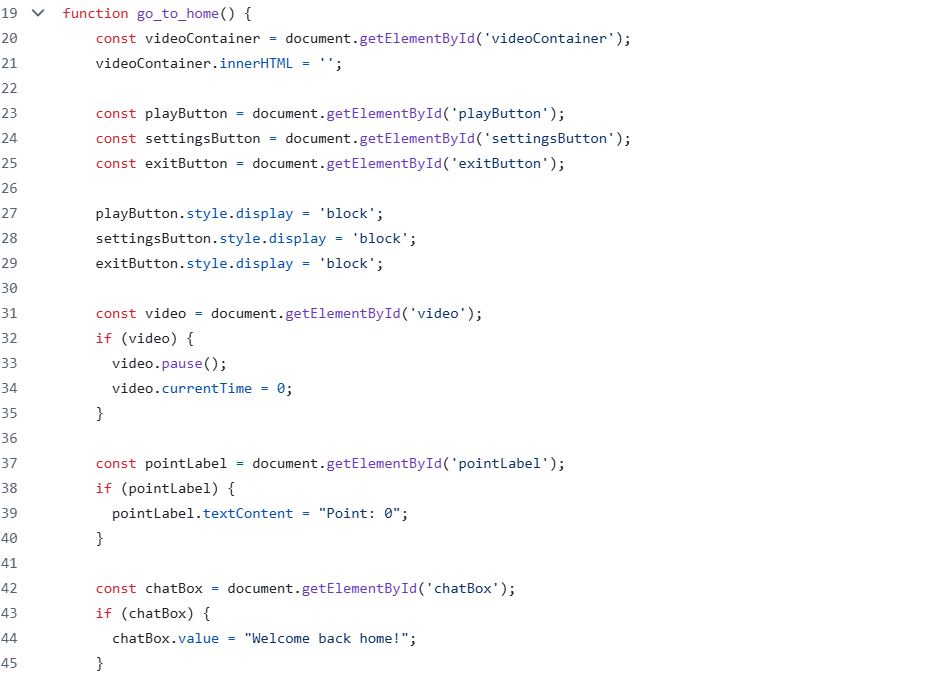 19 function go_to_home() {
20     const videoContainer = document.getElementById('videoContainer');
21     videoContainer.innerHTML = '';
22
23     const playButton = document.getElementById('playButton');
24     const settingsButton = document.getElementById('settingsButton');
25     const exitButton = document.getElementById('exitButton');
26
27     playButton.style.display = 'block';
28     settingsButton.style.display = 'block';
29     exitButton.style.display = 'block';
30
31     const video = document.getElementById('video');
32     if (video) {
33       video.pause();
34       video.currentTime = 0;
35     }
36
37     const pointLabel = document.getElementById('pointLabel');
38     if (pointLabel) {
39       pointLabel.textContent = "Point: 0";
40     }
41
42     const chatBox = document.getElementById('chatBox');
43     if (chatBox) {
44       chatBox.value = "Welcome back home!";
45     }